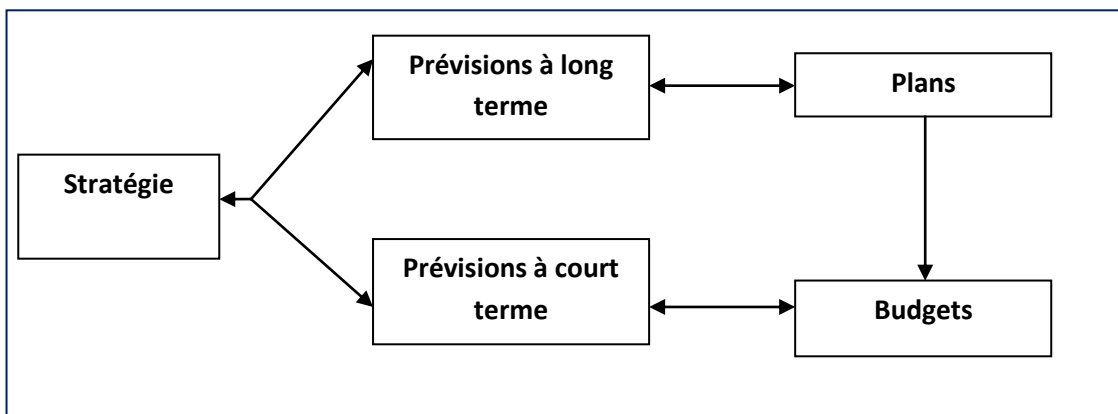 Prévisions à long
terme
Plans
Stratégie
Prévisions à court
terme
Budgets